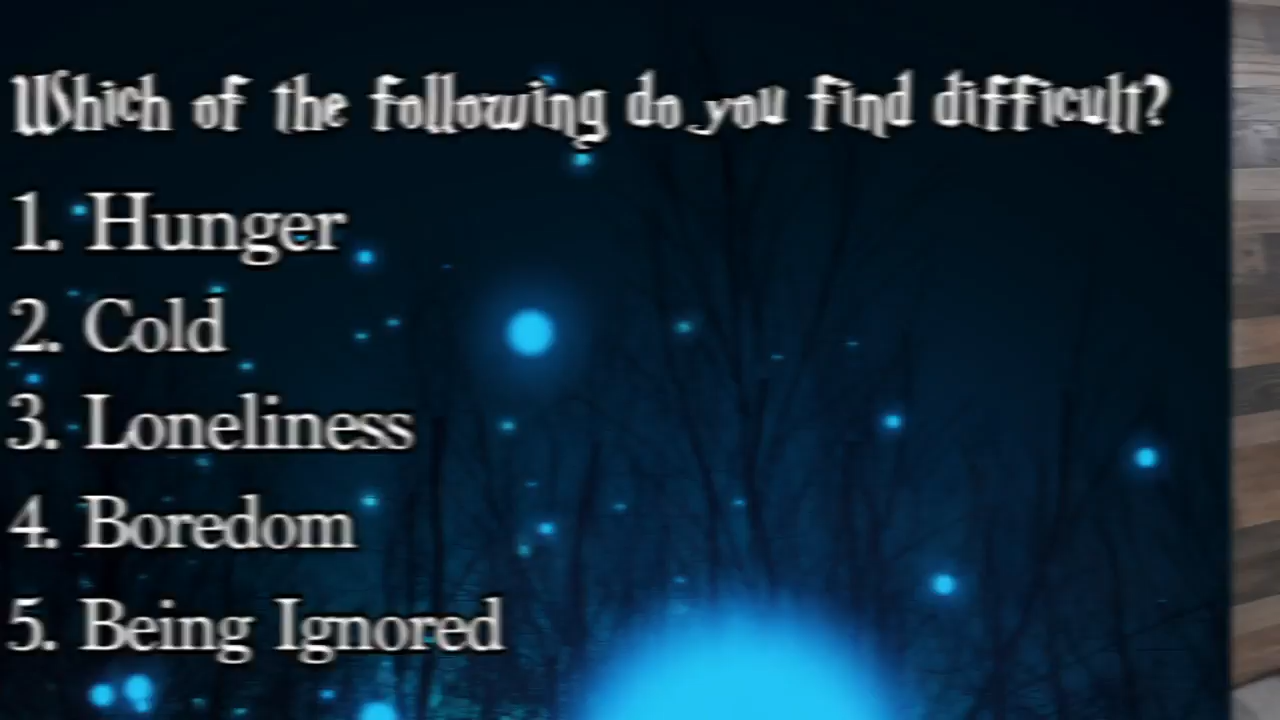 Which of the following do you find difficult?
1. Hunger
2. Cold
3. Loneliness
4. Boredom
5. Being Ignored